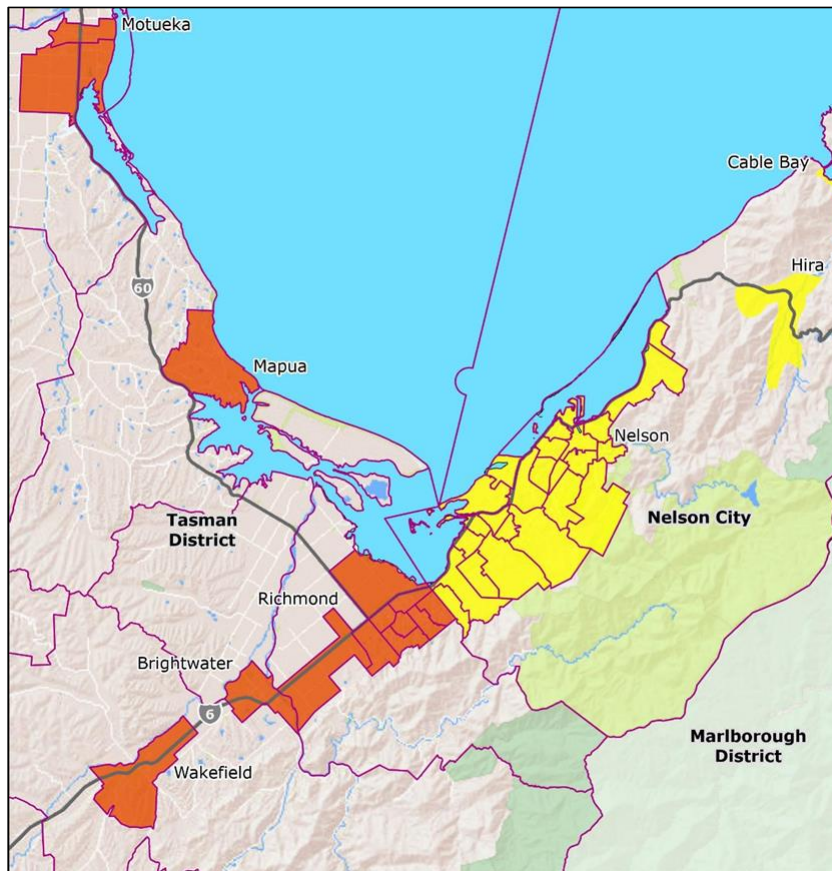 Motueka
Cable Bay
Hira
60
Mapua
Nelson
Tasman
District
Nelson City
Richmond
Brightwater
6
Marlborough
District
Wakefield